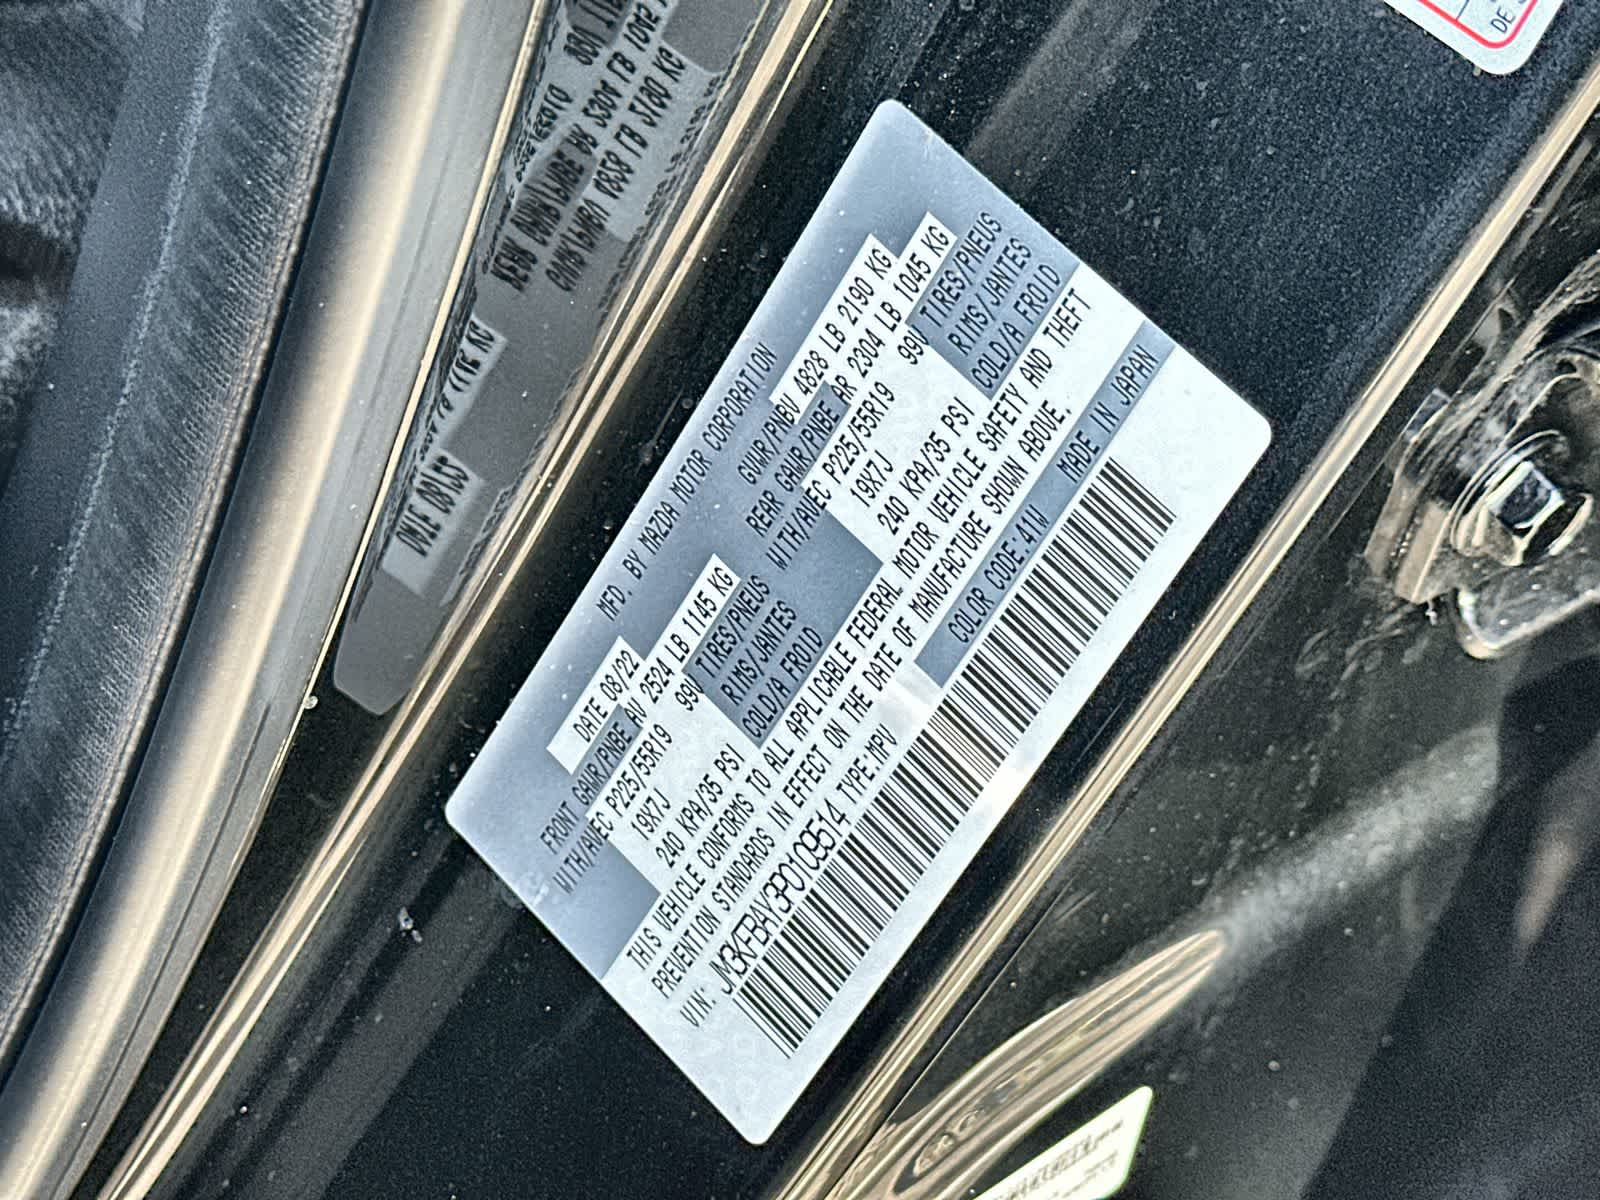 MFD. BY MAZDA MOTOR CORPORATION
DATE 08/22 GVWR/PNBV 4828 LB 2190 KG
FRONT GAWR/PNBE AV 2524 LB 1145 KG REAR GAWR/PNBE AR 2304 LB 1045 KG
WITH/AVEC P225/55R19 99V TIRES/PNEUS WITH/AVEC P225/55R19 99V TIRES/PNEUS
19X7J RIMS/JANTES 19X7J RIMS/JANTES
240 KPA/35 PSI COLD/A FROID 240 KPA/35 PSI COLD/A FROID
THIS VEHICLE CONFORMS TO ALL APPLICABLE FEDERAL MOTOR VEHICLE SAFETY AND THEFT
PREVENTION STANDARDS IN EFFECT ON THE DATE OF MANUFACTURE SHOWN ABOVE.
VIN: JM3KFBAY3P0109514 TYPE:MPV COLOR CODE:41W MADE IN JAPAN
DE